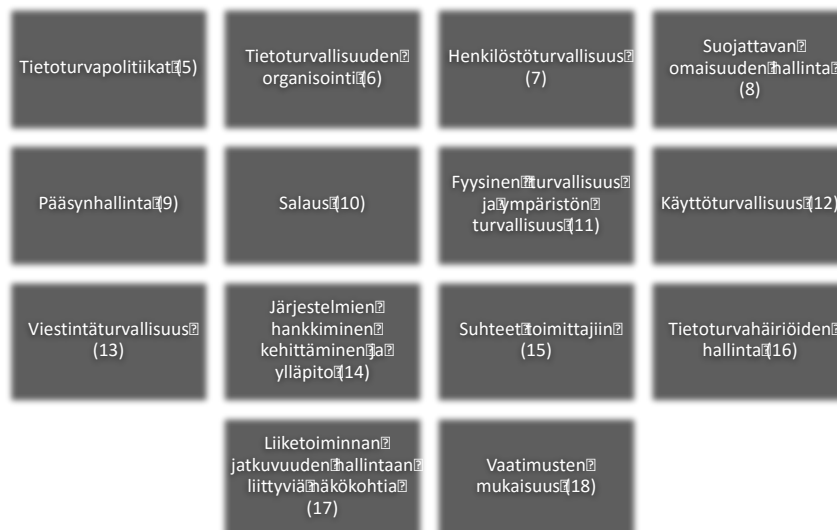 Tietoturvapolitiikat (5)
Tietoturvallisuuden
organisointi (6)
Henkilöstöturvallisuus
(7)
Suojattavan
omaisuuden hallinta
(8)
Pääsynhallinta (9)
Salaus (10)
Fyysinen turvallisuus
ja ympäristön
turvallisuus (11)
Käyttöturvallisuus (12)
Viestintäturvallisuus
(13)
Järjestelmien
hankkiminen
kehittäminen ja
ylläpito (14)
Suhteet toimittajiin
(15)
Tietoturvahäiriöiden
hallinta (16)
Liiketoiminnan
jatkuvuuden hallintaan
liittyviä näkökohtia
(17)
Vaatimusten
mukaisuus (18)